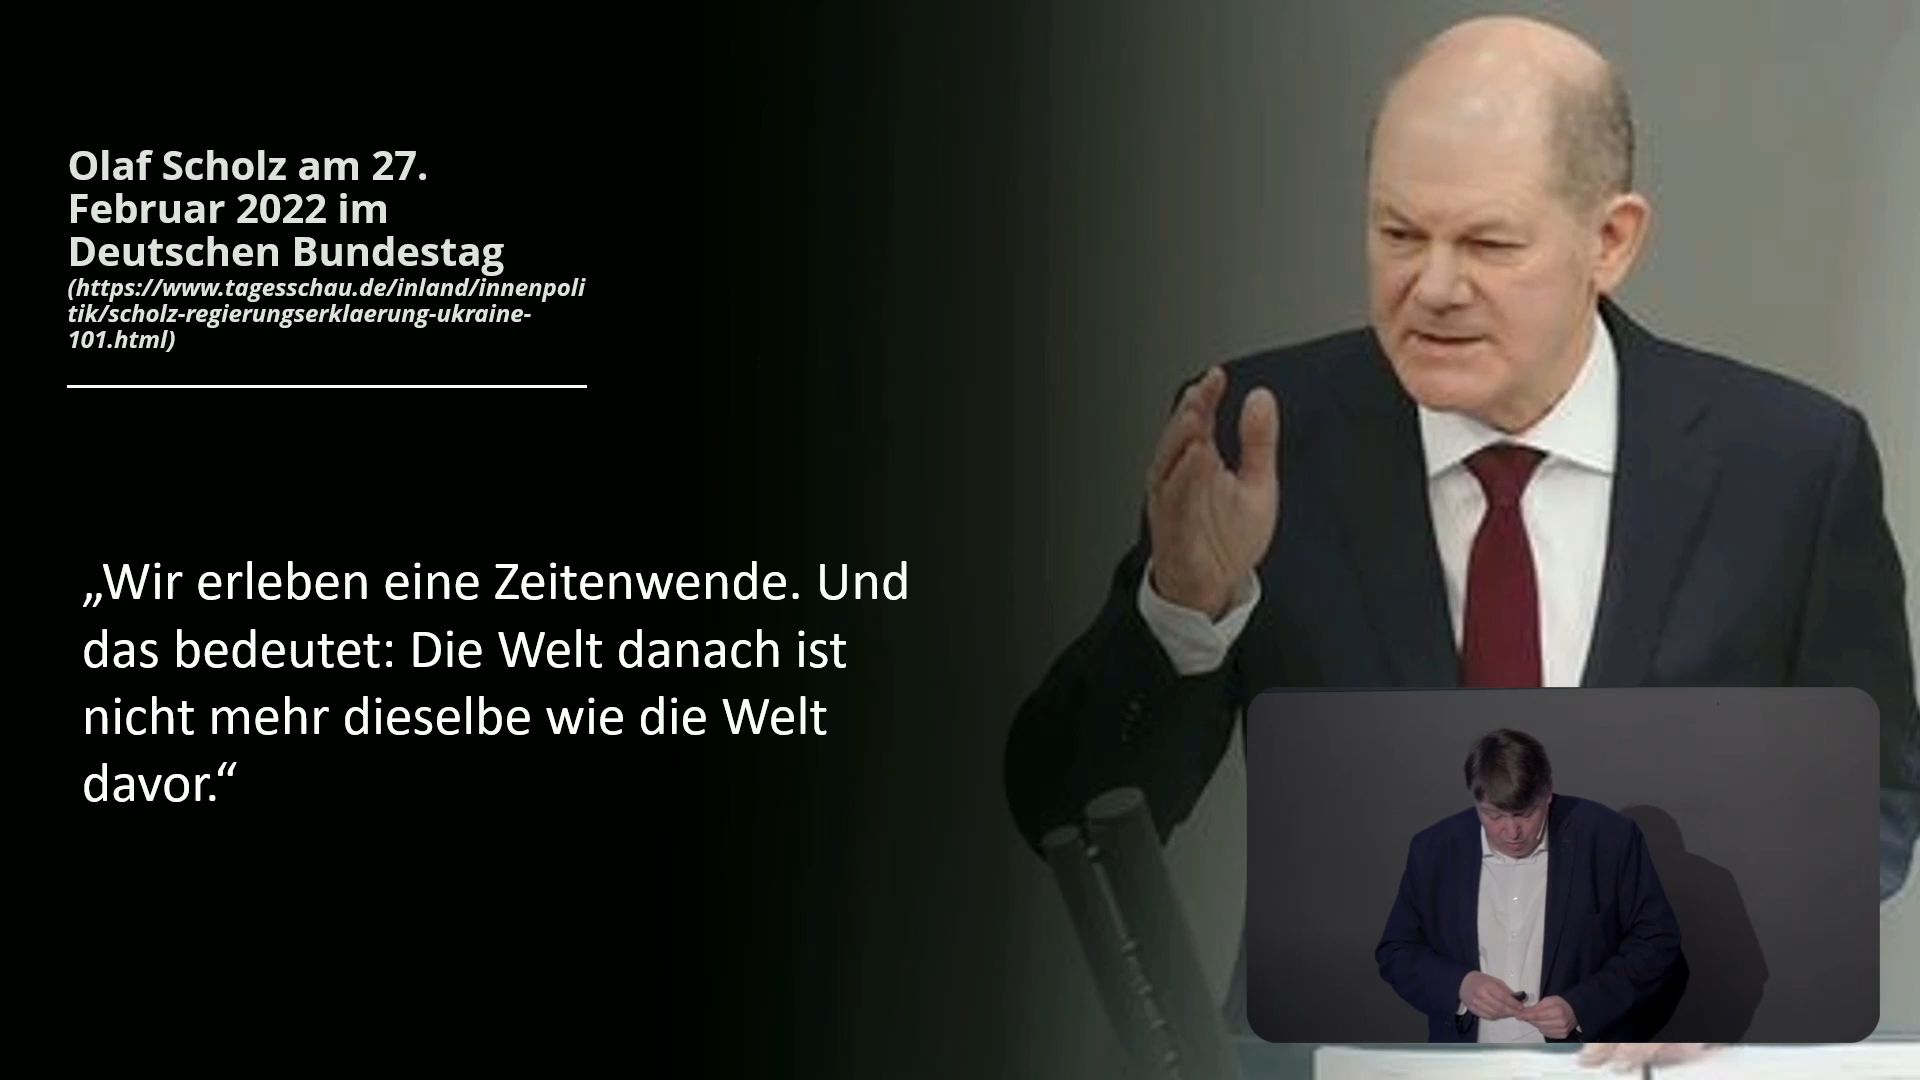 Olaf Scholz am 27.
Februar 2022 im
Deutschen Bundestag
(https://www.tagesschau.de/inland/innenpoli
tik/scholz-regierungserklaerung-ukraine-
101.html)
„Wir erleben eine Zeitenwende. Und
das bedeutet: Die Welt danach ist
nicht mehr dieselbe wie die Welt
davor.“